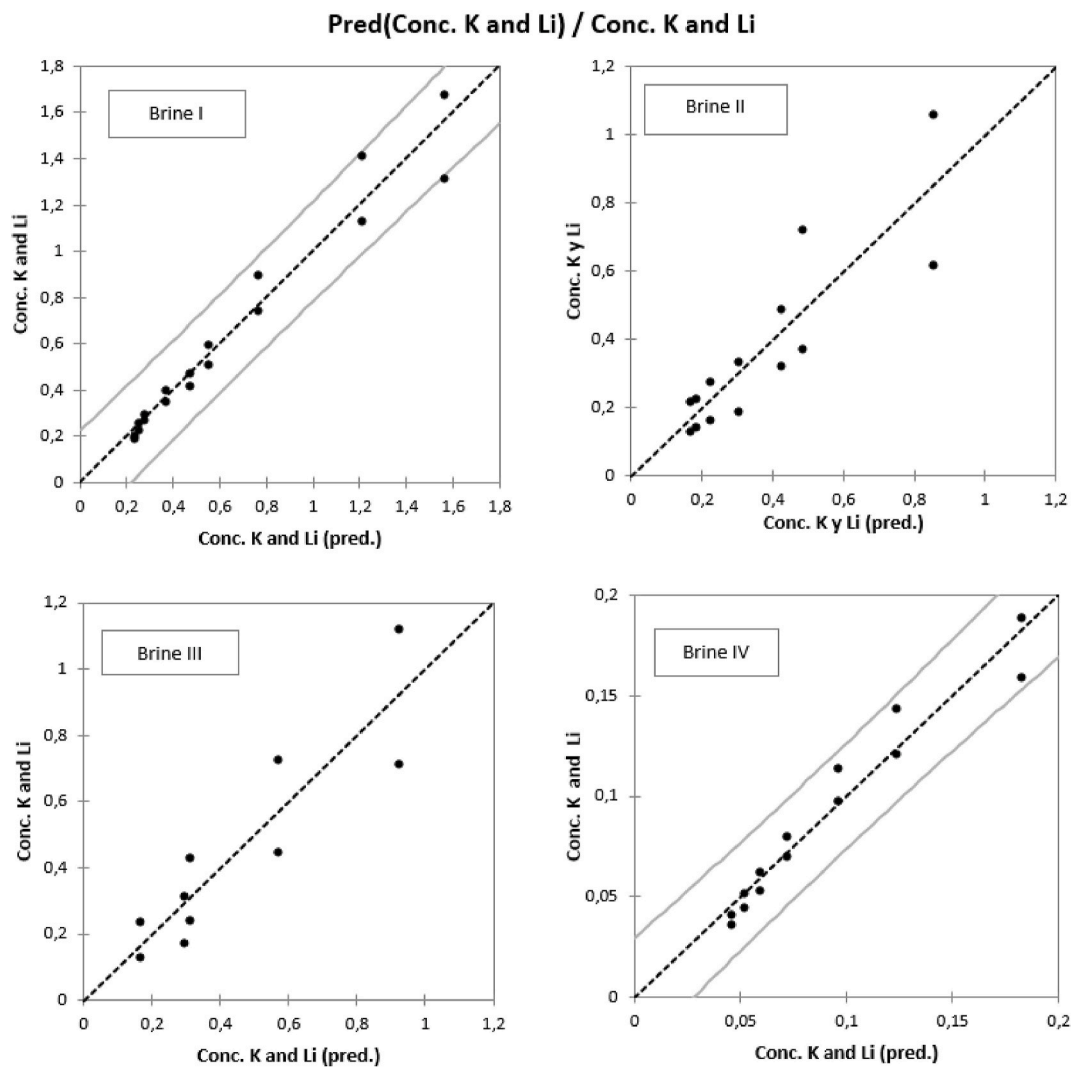 Pred(Conc. K and Li) / Conc. K and Li
1,8
1,6
1,4
1,2
1
0,8
0,6
0,4
0,2
0
Conc. K and Li
Brine I
0 0,2 0,4 0,6 0,8 1 1,2 1,4 1,6 1,8
Conc. K and Li (pred.)
1,2
1
0,8
0,6
0,4
0,2
0
Conc. K y Li
Brine II
0 0,2 0,4 0,6 0,8 1 1,2
Conc. K y Li (pred.)
1,2
1
0,8
0,6
0,4
0,2
0
Conc. K and Li
Brine III
0 0,2 0,4 0,6 0,8 1 1,2
Conc. K and Li (pred.)
0,2
0,15
0,1
0,05
0
Conc. K and Li
Brine IV
0 0,05 0,1 0,15 0,2
Conc. K and Li (pred.)